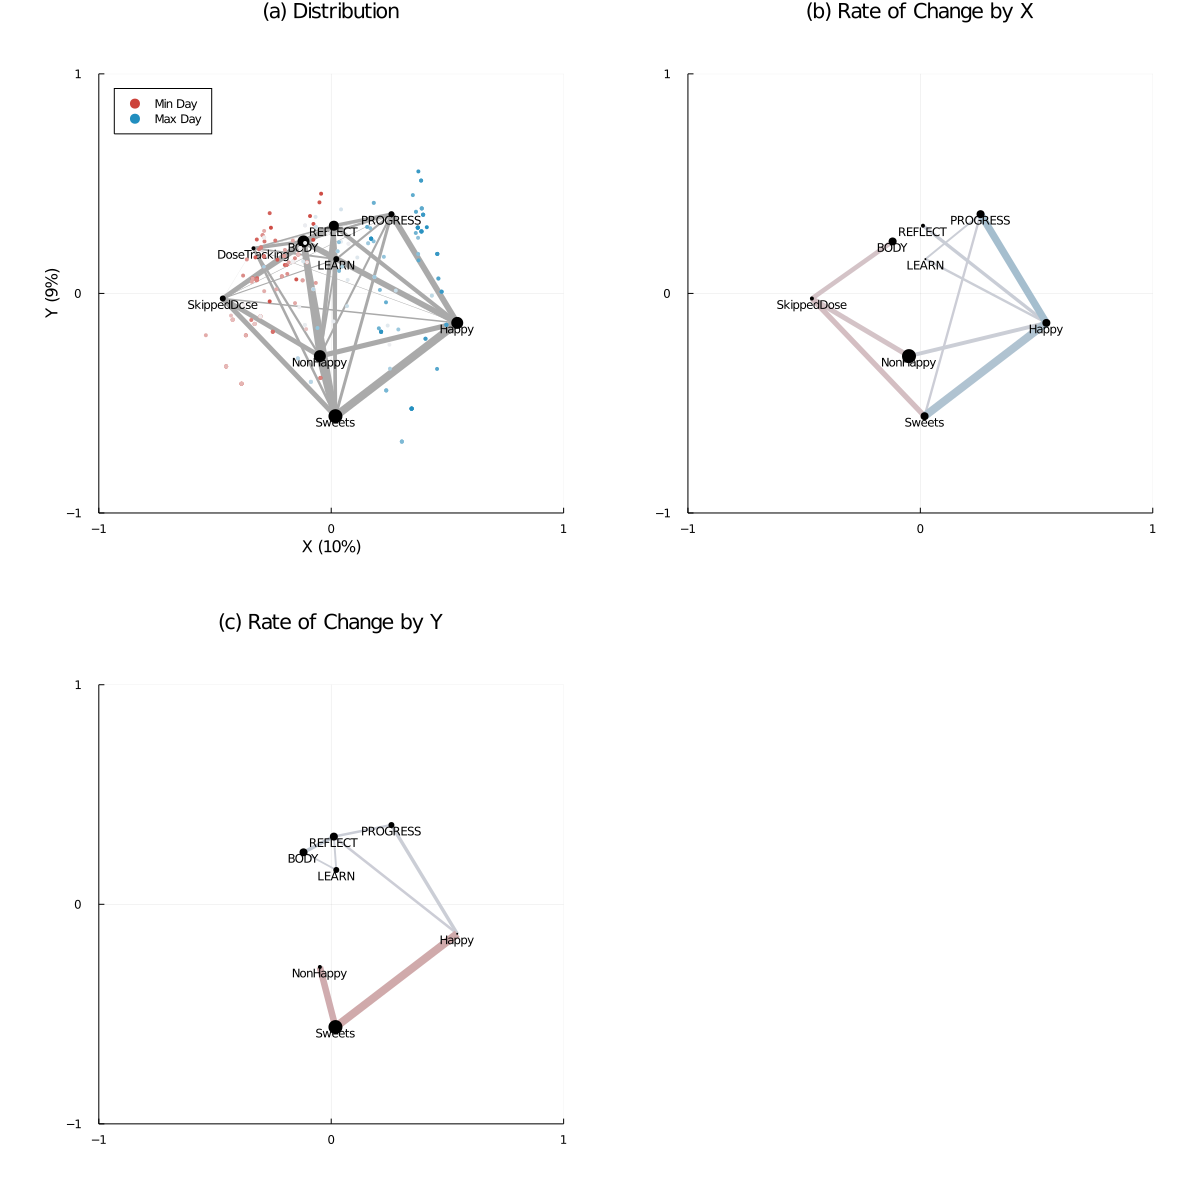 (a) Distribution
(b) Rate of Change by X
1
Min Day
Max Day
PROGRESS
REFLECT
BODY
DoseTracking
LEARN
Y (9%)
0
SkippedDose
Happy
NonHappy
Sweets
−1
−1
0
1
X (10%)
1
PROGRESS
REFLECT
BODY
LEARN
0
SkippedDose
Happy
NonHappy
Sweets
−1
−1
0
1
(c) Rate of Change by Y
1
PROGRESS
REFLECT
BODY
LEARN
0
Happy
NonHappy
Sweets
−1
−1
0
1